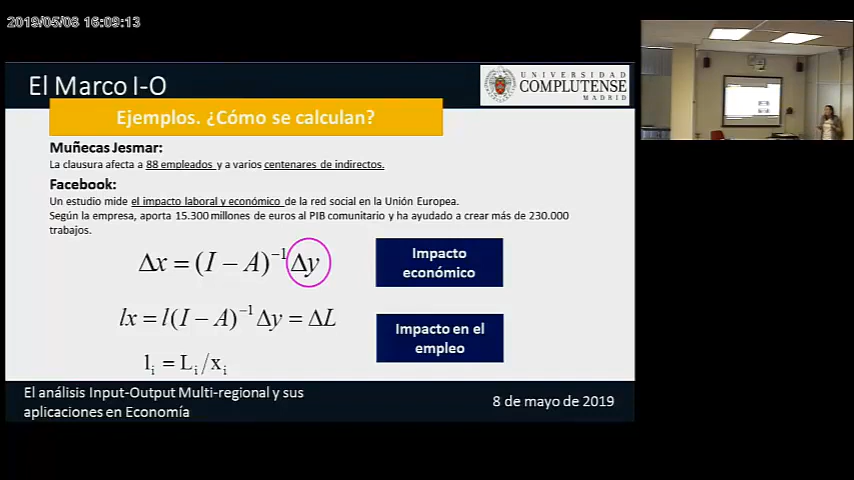 2019/05/08 16:09:13
El Marco I-O
UNIVERSIDAD
COMPLUTENSE
MADRID
Ejemplos. ¿Cómo se calculan?
Muñecas Jesmar:
La clausura afecta a 88 empleados y a varios centenares de indirectos.
Facebook:
Un estudio mide el impacto laboral y económico de la red social en la Unión Europea.
Según la empresa, aporta 15.300 millones de euros al PIB comunitario y ha ayudado a crear más de 230.000
trabajos.
Δx = (I − A)⁻¹ Δy
Impacto
económico
lx = l(I − A)⁻¹ Δy = ΔL
Impacto en el
empleo
lᵢ = Lᵢ/xᵢ
El análisis Input-Output Multi-regional y sus
aplicaciones en Economía
8 de mayo de 2019